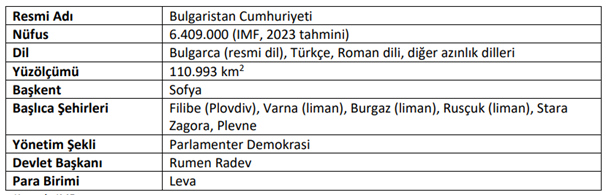 Resmi Adı Bulgaristan Cumhuriyeti
Nüfus 6.409.000 (IMF, 2023 tahmini)
Dil Bulgarca (resmi dil), Türkçe, Roman dili, diğer azınlık dilleri
Yüzölçümü 110.993 km²
Başkent Sofya
Başlıca Şehirleri Filibe (Plovdiv), Varna (liman), Burgaz (liman), Rusçuk (liman), Stara
Zagora, Plevne
Yönetim Şekli Parlamenter Demokrasi
Devlet Başkanı Rumen Radev
Para Birimi Leva